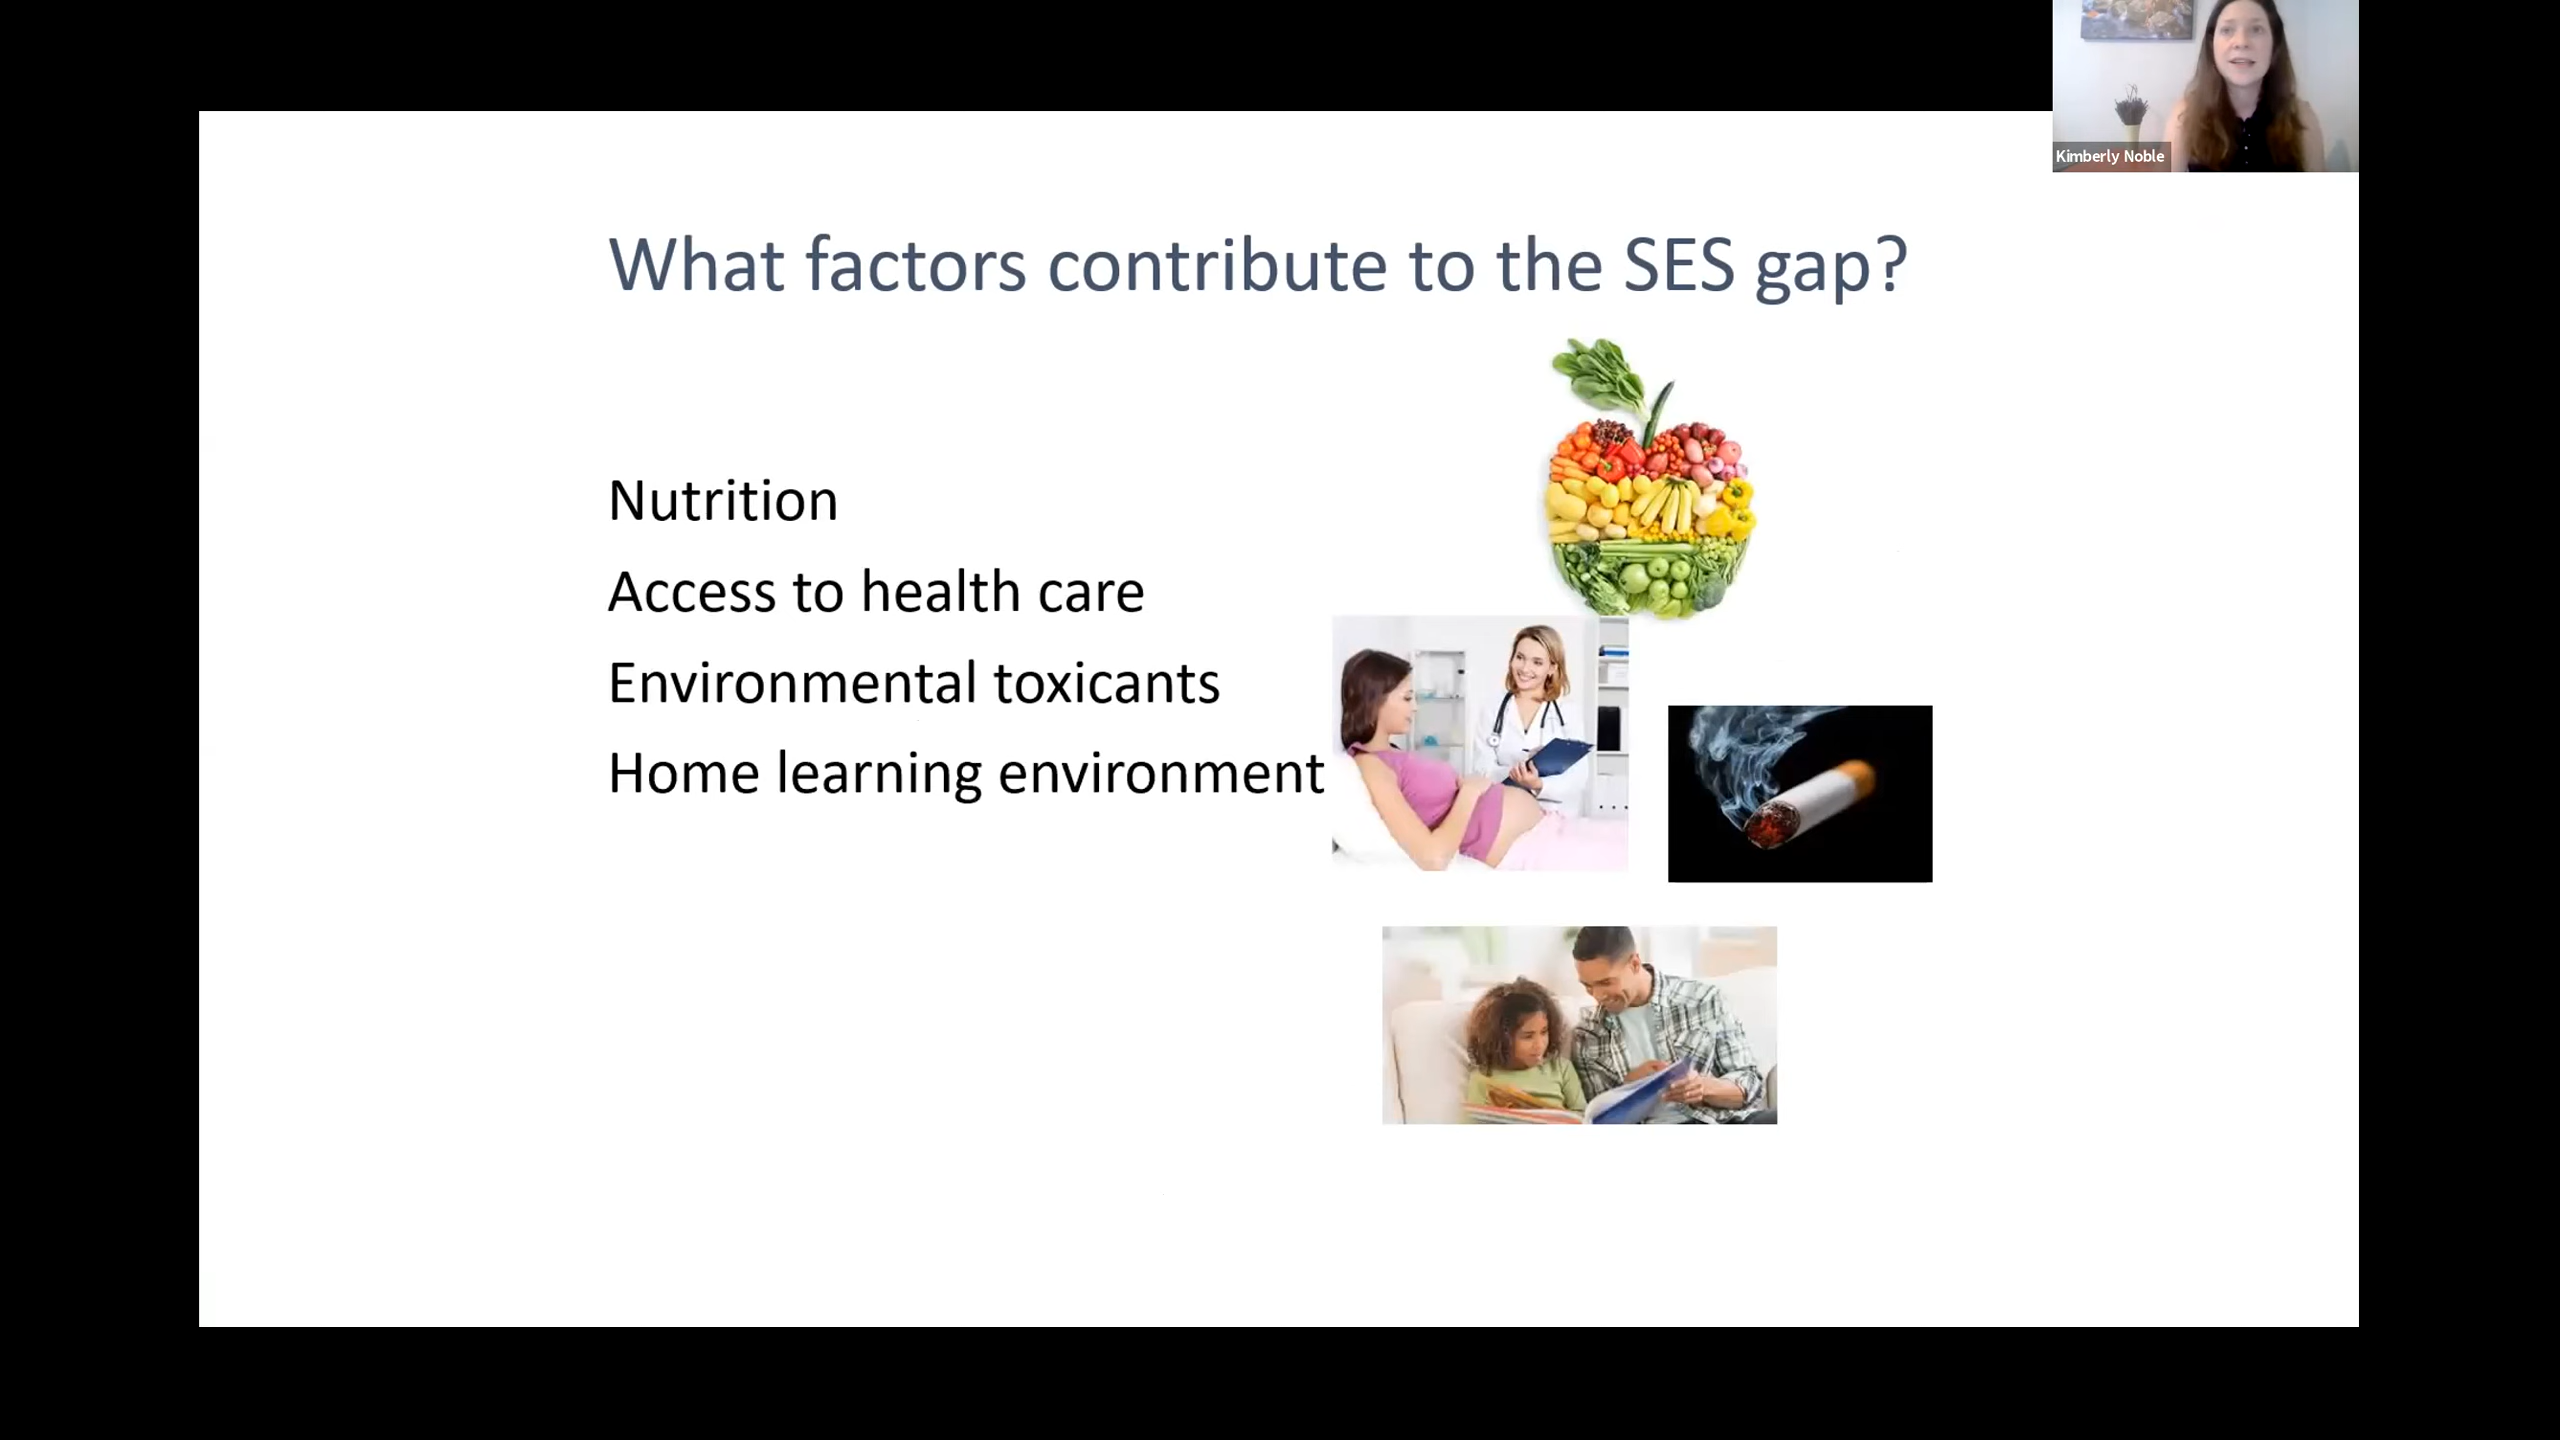 Kimberly Noble
What factors contribute to the SES gap?
Nutrition
Access to health care
Environmental toxicants
Home learning environment